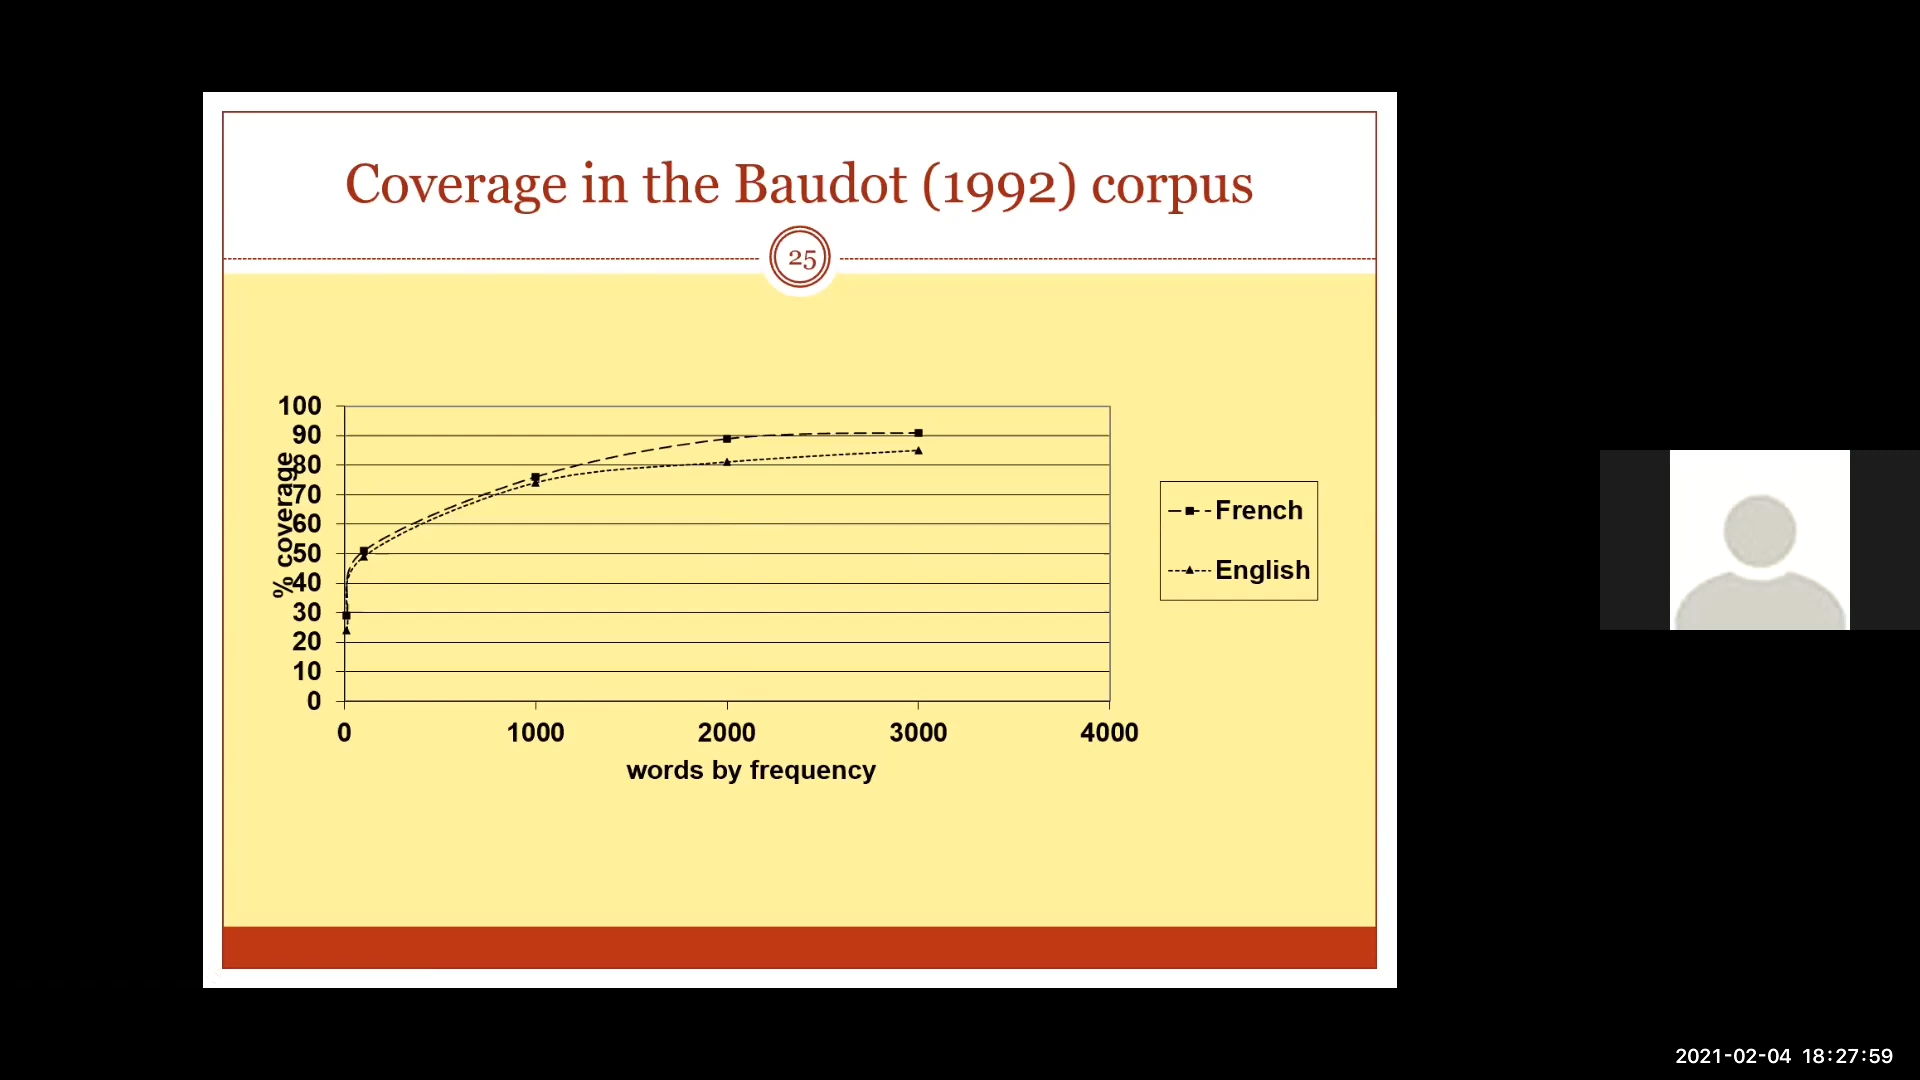 Coverage in the Baudot (1992) corpus
25
100
90
80
70
60
50
40
30
20
10
0
% coverage
0 1000 2000 3000 4000
words by frequency
French
English
2021-02-04 18:27:59